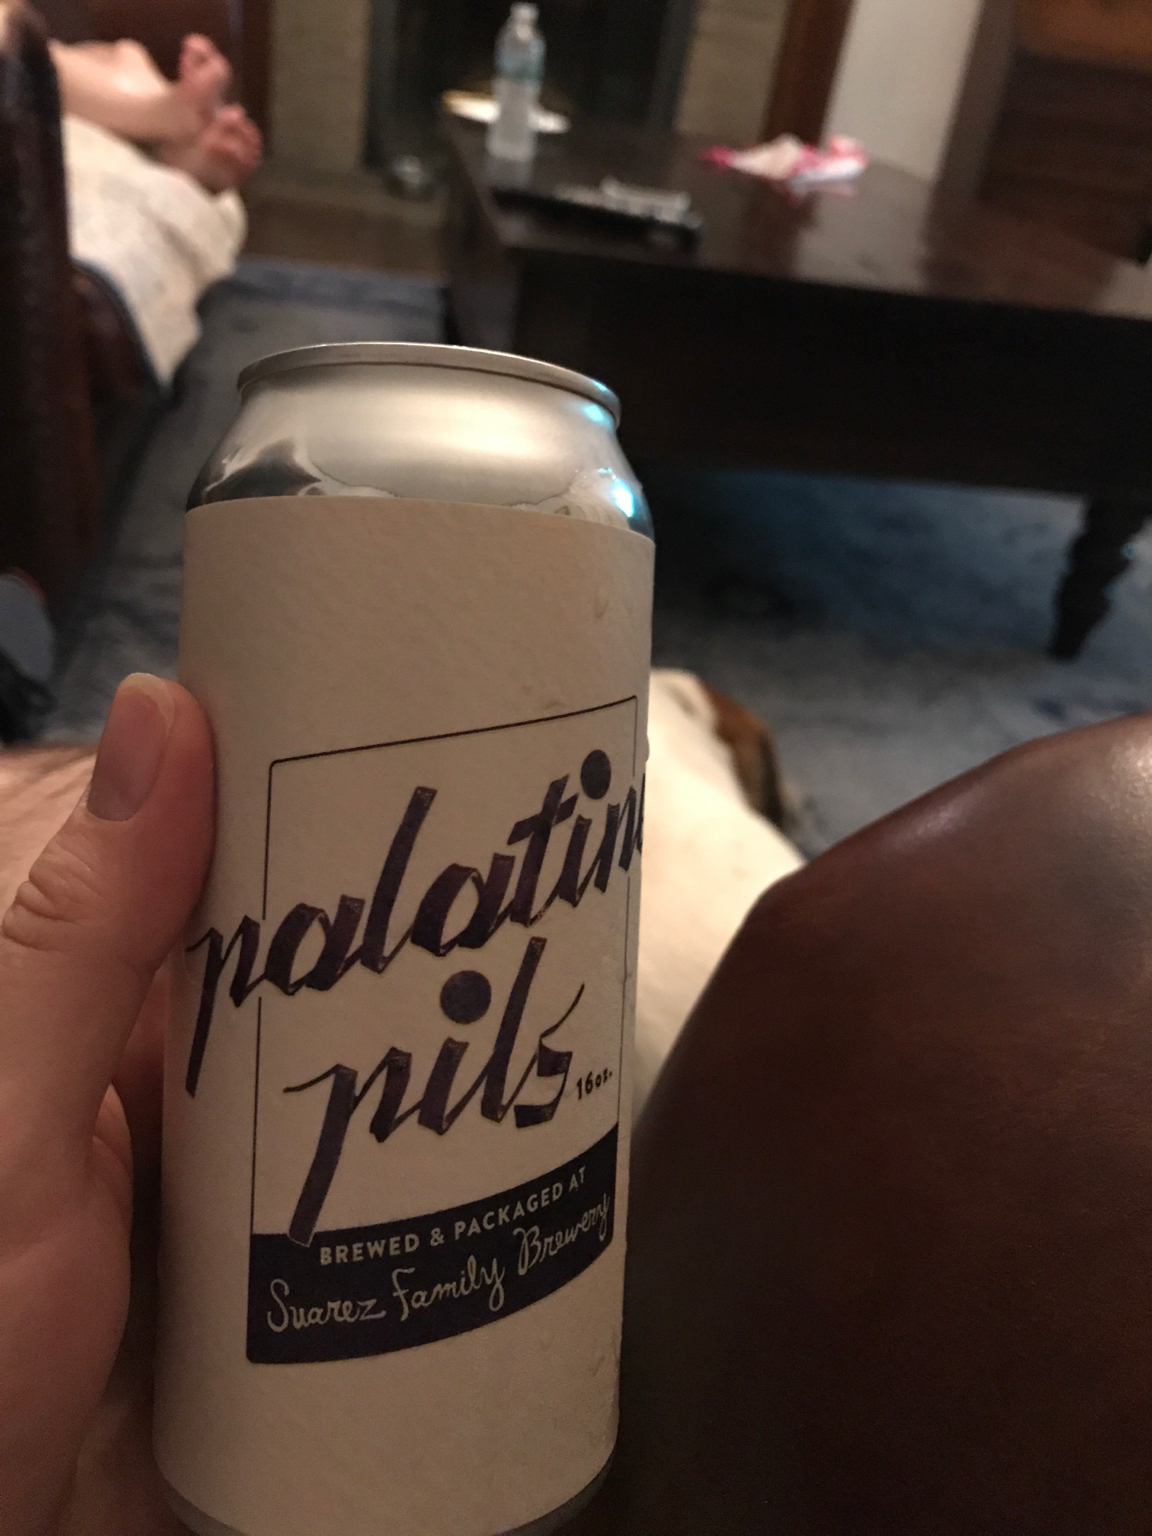 palatine
pils
16oz.
BREWED & PACKAGED AT
Suarez Family Brewery